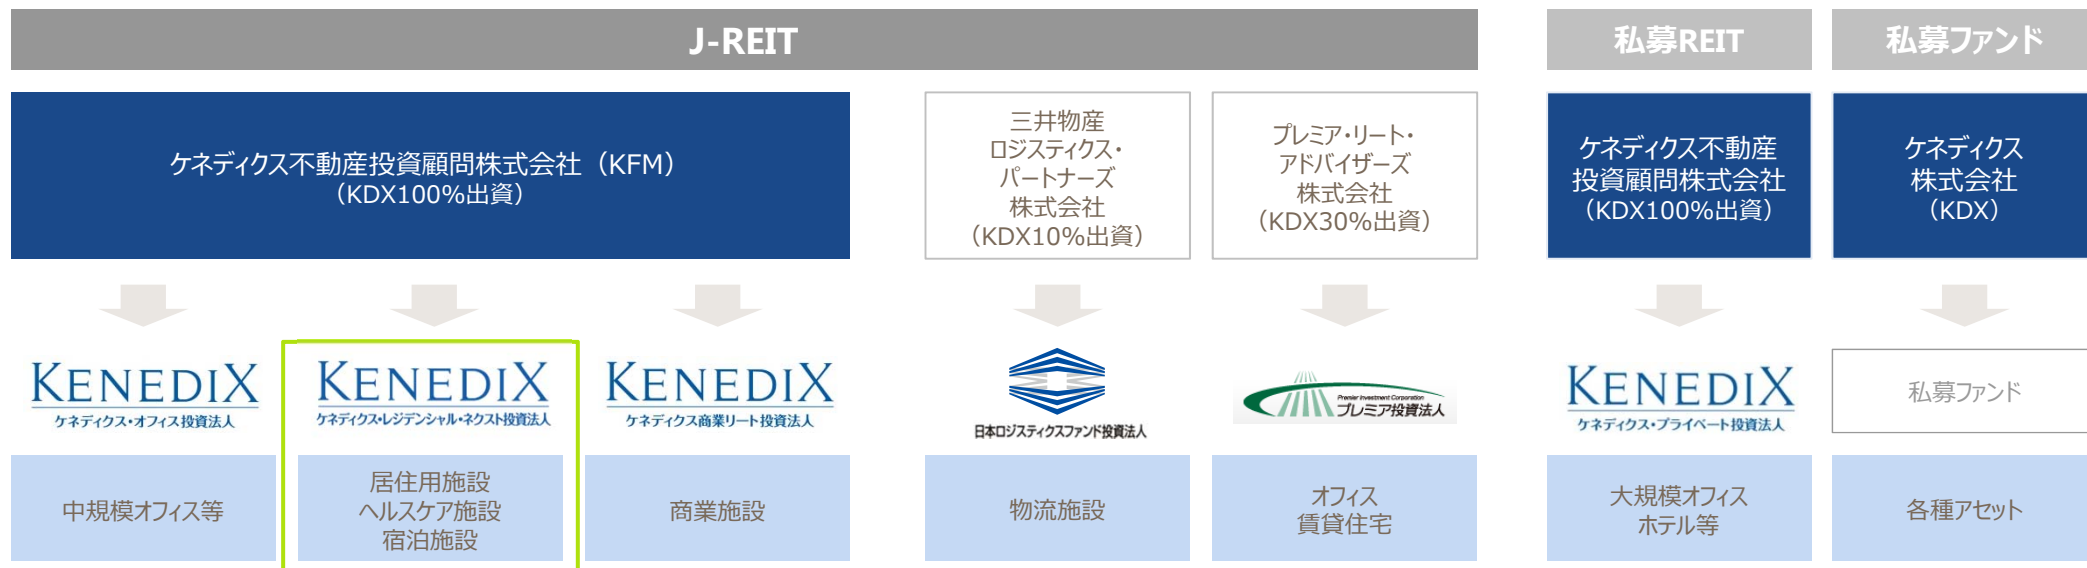 J-REIT
私募REIT
私募ファンド
ケネディクス不動産投資顧問株式会社（KFM）
（KDX100%出資）
三井物産
ロジスティクス・
パートナーズ
株式会社
（KDX10%出資）
プレミア・リート・
アドバイザーズ
株式会社
（KDX30%出資）
ケネディクス不動産
投資顧問株式会社
（KDX100%出資）
ケネディクス
株式会社
（KDX）
KENEDIX
ケネディクス・オフィス投資法人
KENEDIX
ケネディクス・レジデンシャル・ネクスト投資法人
KENEDIX
ケネディクス商業リート投資法人
日本ロジスティクスファンド投資法人
Premier Investment Corporation
プレミア投資法人
KENEDIX
ケネディクス・プライベート投資法人
私募ファンド
中規模オフィス等
居住用施設
ヘルスケア施設
宿泊施設
商業施設
物流施設
オフィス
賃貸住宅
大規模オフィス
ホテル等
各種アセット